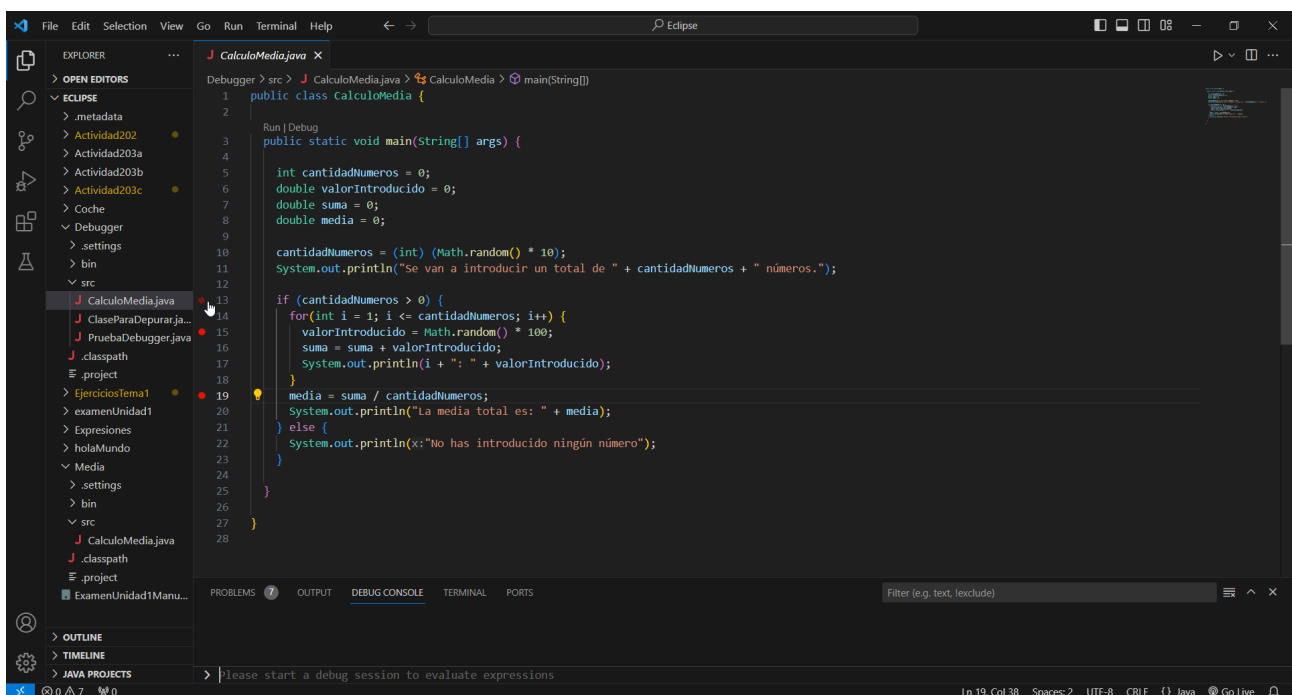 File Edit Selection View Go Run Terminal Help ← → Eclipse
EXPLORER ···
OPEN EDITORS
ECLIPSE
.metadata
Actividad202
Actividad203a
Actividad203b
Actividad203c
Coche
Debugger
.settings
bin
src
J CalculoMedia.java
J ClaseParaDepurar.ja...
J PruebaDebugger.java
J .classpath
.project
EjerciciosTema1
examenUnidad1
Expresiones
holaMundo
Media
.settings
bin
src
J CalculoMedia.java
J .classpath
.project
ExamenUnidad1Manu...
OUTLINE
TIMELINE
JAVA PROJECTS
J CalculoMedia.java ×
Debugger > src > J CalculoMedia.java > CalculoMedia > main(String[])
1 public class CalculoMedia {
2
Run | Debug
3 public static void main(String[] args) {
4
5 int cantidadNumeros = 0;
6 double valorIntroducido = 0;
7 double suma = 0;
8 double media = 0;
9
10 cantidadNumeros = (int) (Math.random() * 10);
11 System.out.println("Se van a introducir un total de " + cantidadNumeros + " números.");
12
13 if (cantidadNumeros > 0) {
14 for(int i = 1; i <= cantidadNumeros; i++) {
15 valorIntroducido = Math.random() * 100;
16 suma = suma + valorIntroducido;
17 System.out.println(i + ": " + valorIntroducido);
18 }
19 media = suma / cantidadNumeros;
20 System.out.println("La media total es: " + media);
21 } else {
22 System.out.println(x:"No has introducido ningún número");
23 }
24
25 }
26
27 }
28
PROBLEMS 7 OUTPUT DEBUG CONSOLE TERMINAL PORTS Filter (e.g. text, !exclude)
> Please start a debug session to evaluate expressions
0 7 0 Ln 19, Col 38 Spaces: 2 UTF-8 CRLF {} Java Go Live